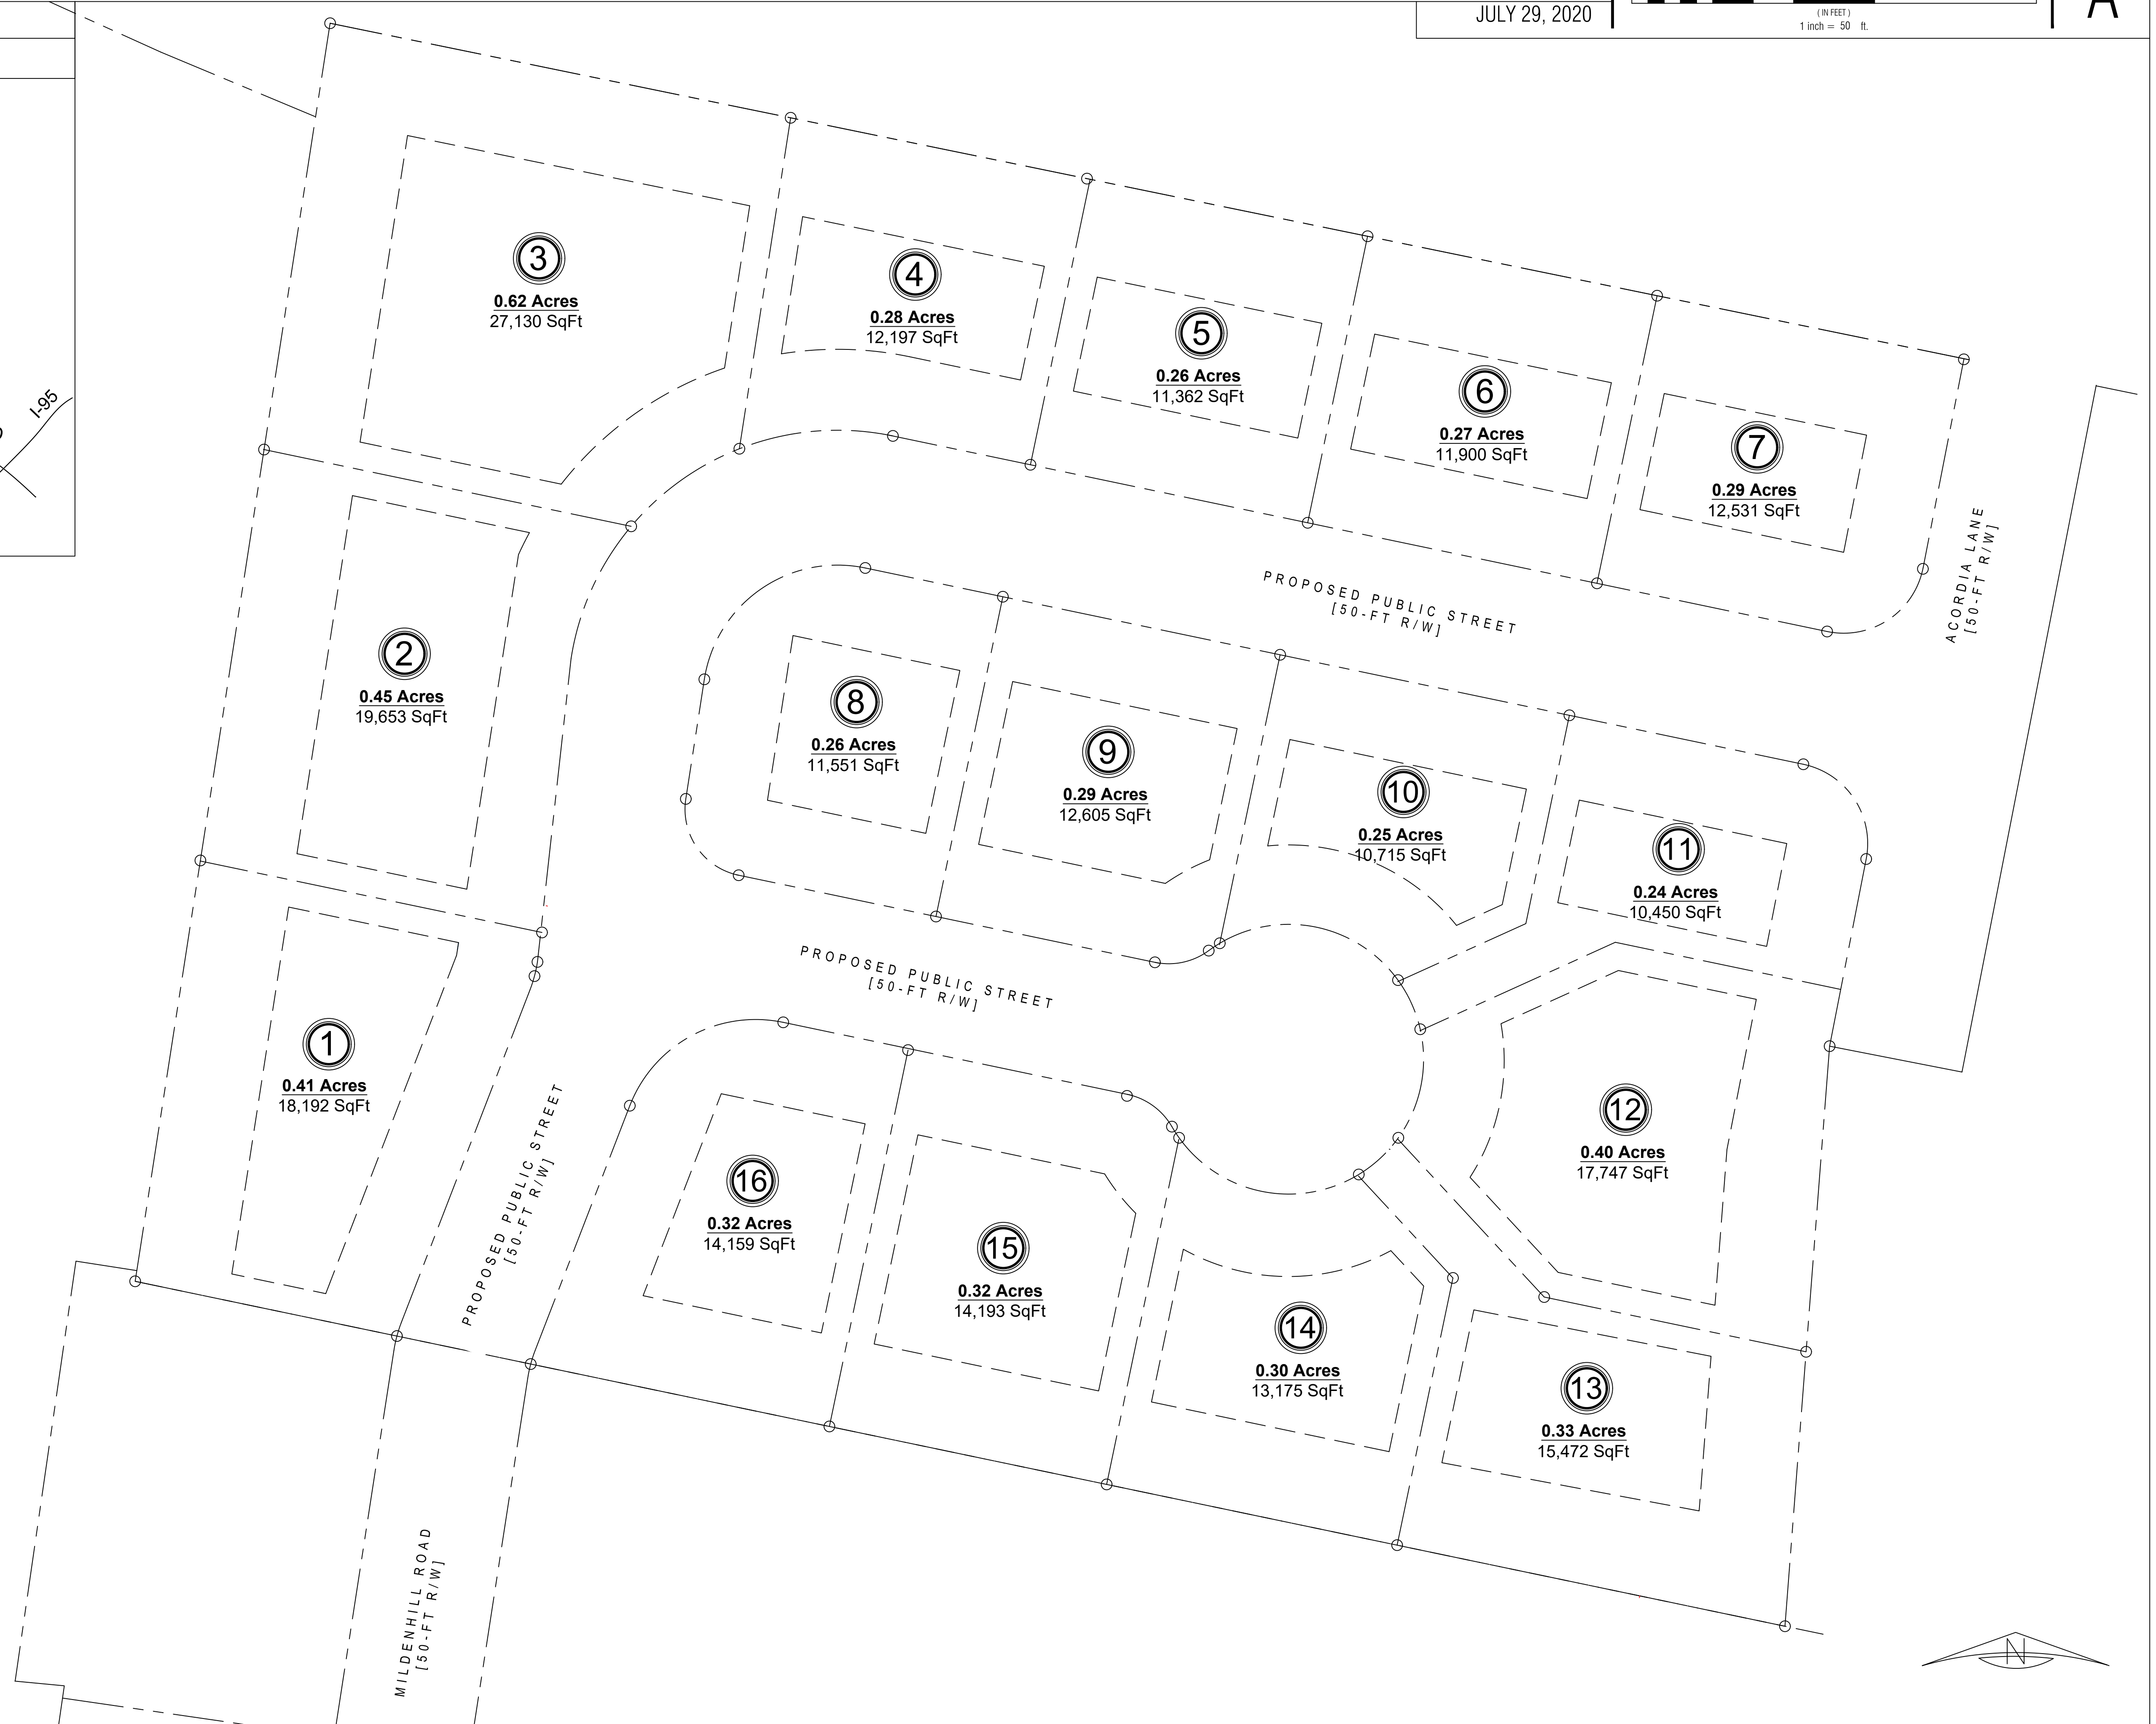 JULY 29, 2020
( IN FEET )
1 inch = 50 ft.
A
I-95
3
0.62 Acres
27,130 SqFt
4
0.28 Acres
12,197 SqFt
5
0.26 Acres
11,362 SqFt
6
0.27 Acres
11,900 SqFt
7
0.29 Acres
12,531 SqFt
ACORDIA LANE
[50-FT R/W]
PROPOSED PUBLIC STREET
[50-FT R/W]
2
0.45 Acres
19,653 SqFt
8
0.26 Acres
11,551 SqFt
9
0.29 Acres
12,605 SqFt
10
0.25 Acres
10,715 SqFt
11
0.24 Acres
10,450 SqFt
PROPOSED PUBLIC STREET
[50-FT R/W]
1
0.41 Acres
18,192 SqFt
PROPOSED PUBLIC STREET
[50-FT R/W]
12
0.40 Acres
17,747 SqFt
16
0.32 Acres
14,159 SqFt
15
0.32 Acres
14,193 SqFt
14
0.30 Acres
13,175 SqFt
13
0.33 Acres
15,472 SqFt
MILDENHILL ROAD
[50-FT R/W]
N